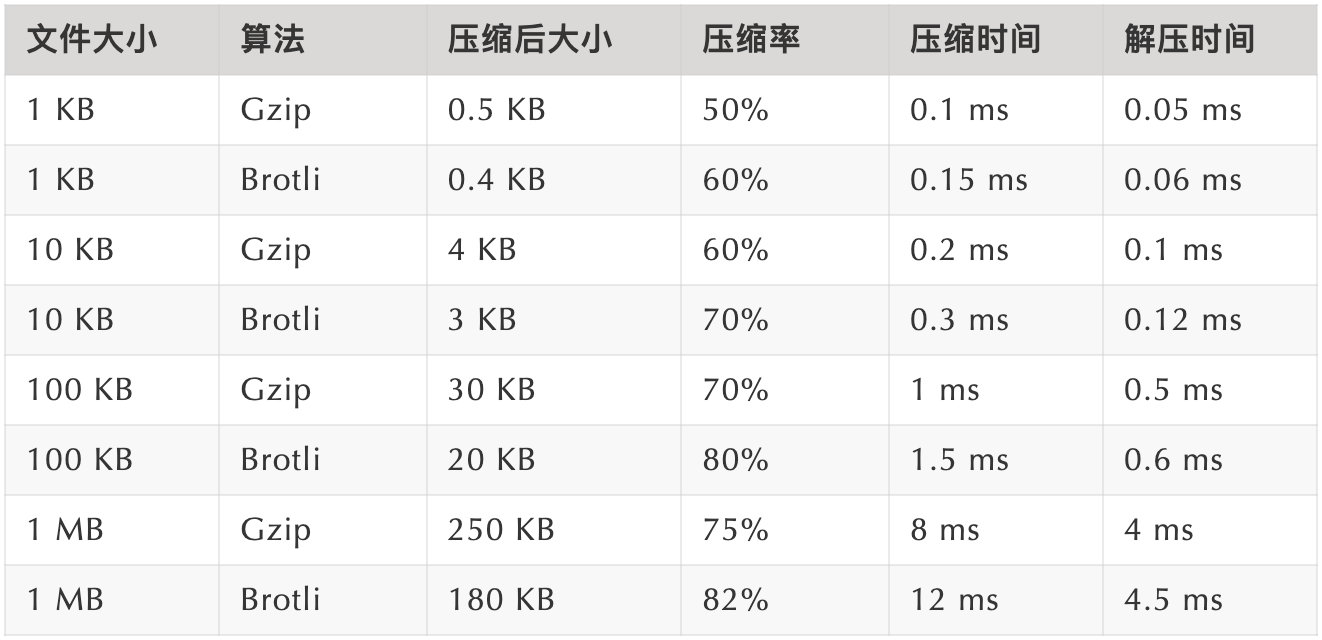 文件大小 算法 压缩后大小 压缩率 压缩时间 解压时间
1 KB Gzip 0.5 KB 50% 0.1 ms 0.05 ms
1 KB Brotli 0.4 KB 60% 0.15 ms 0.06 ms
10 KB Gzip 4 KB 60% 0.2 ms 0.1 ms
10 KB Brotli 3 KB 70% 0.3 ms 0.12 ms
100 KB Gzip 30 KB 70% 1 ms 0.5 ms
100 KB Brotli 20 KB 80% 1.5 ms 0.6 ms
1 MB Gzip 250 KB 75% 8 ms 4 ms
1 MB Brotli 180 KB 82% 12 ms 4.5 ms